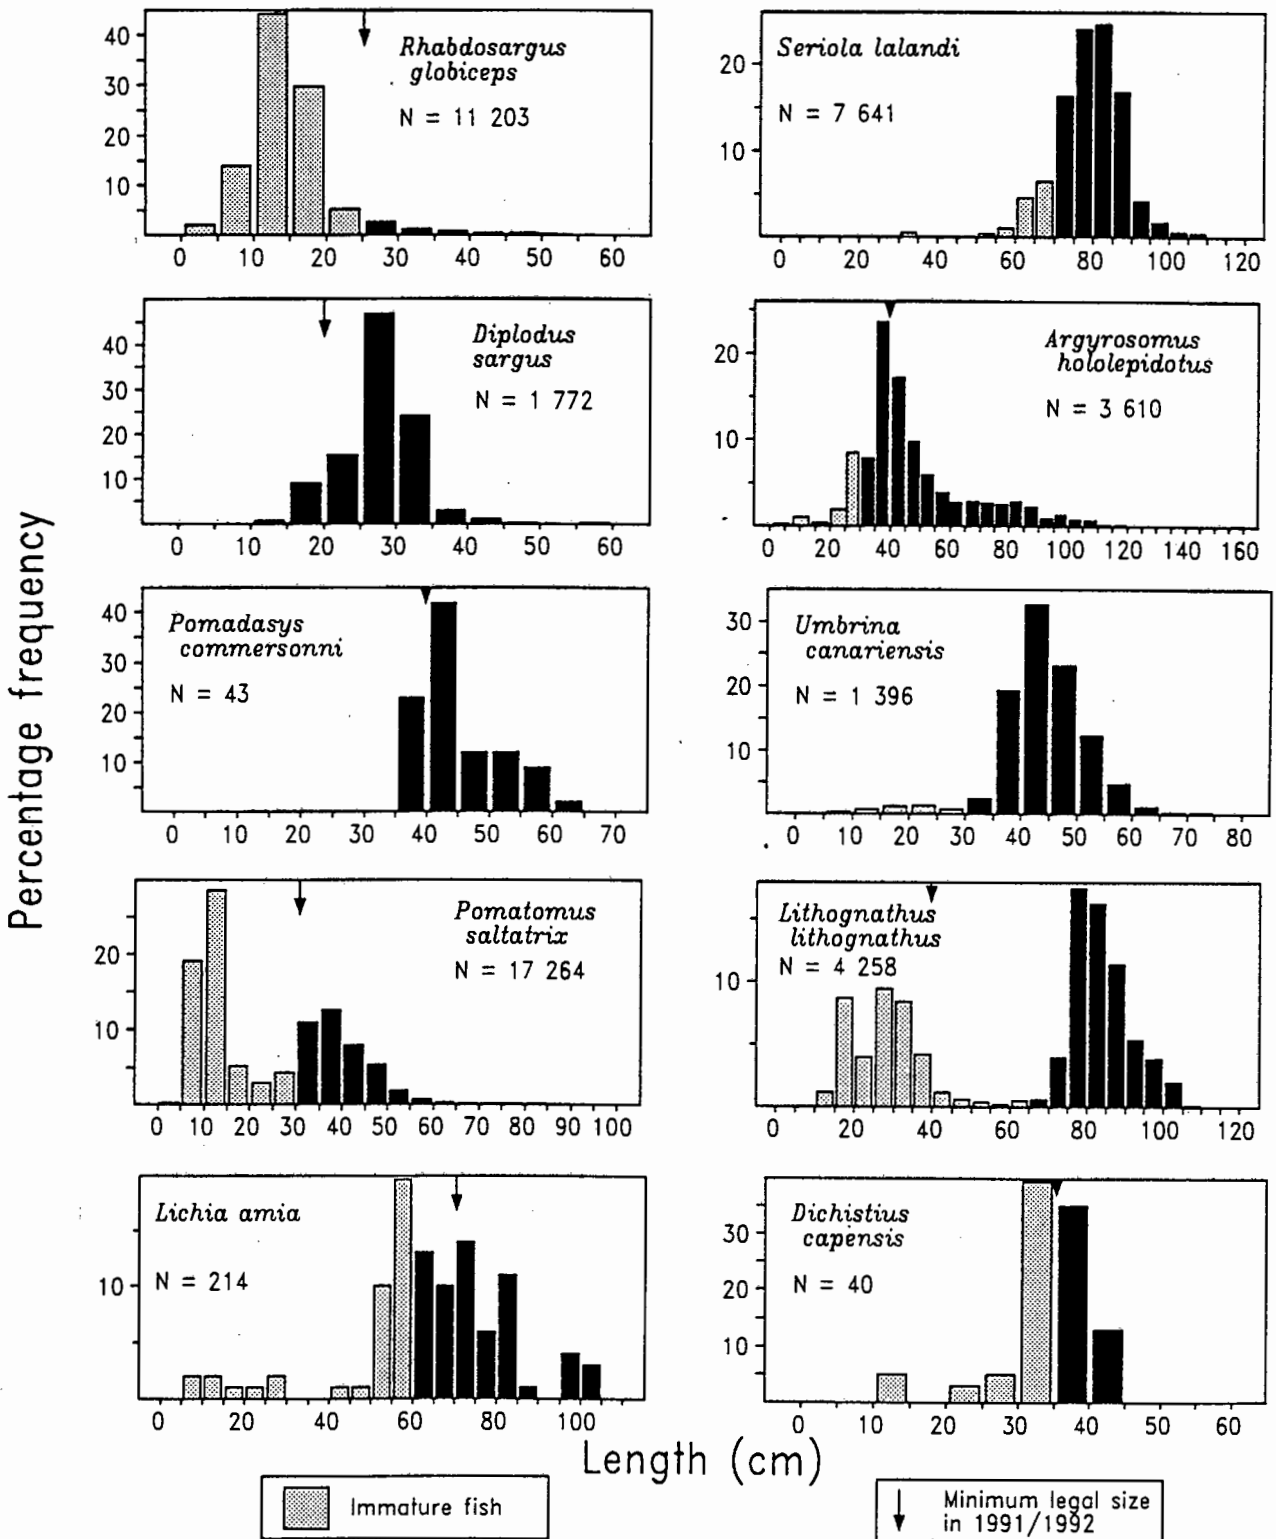 Percentage frequency
40
30
20
10
0 10 20 30 40 50 60
Rhabdosargus
globiceps
N = 11 203
20
10
0 20 40 60 80 100 120
Seriola lalandi
N = 7 641
40
30
20
10
0 10 20 30 40 50 60
Diplodus
sargus
N = 1 772
20
10
0 20 40 60 80 100 120 140 160
Argyrosomus
hololepidotus
N = 3 610
40
30
20
10
0 10 20 30 40 50 60 70
Pomadasys
commersonni
N = 43
30
20
10
0 10 20 30 40 50 60 70 80
Umbrina
canariensis
N = 1 396
20
10
0 10 20 30 40 50 60 70 80 90 100
Pomatomus
saltatrix
N = 17 264
10
0 20 40 60 80 100 120
Lithognathus
lithognathus
N = 4 258
10
0 20 40 60 80 100
Lichia amia
N = 214
30
20
10
0 10 20 30 40 50 60
Dichistius
capensis
N = 40
Length (cm)
Immature fish
Minimum legal size
in 1991/1992